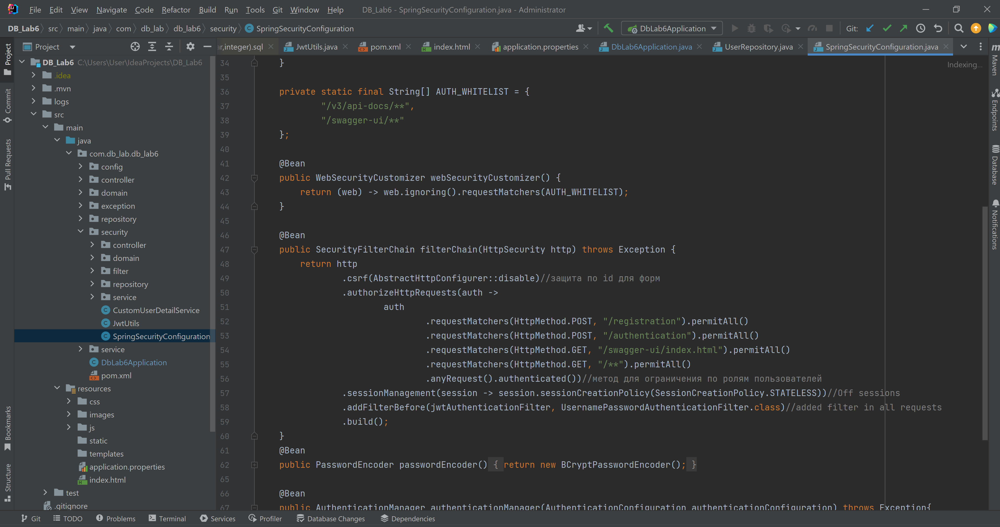 File Edit View Navigate Code Refactor Build Run Tools Git Window Help DB_Lab6 - SpringSecurityConfiguration.java - Administrator
DB_Lab6 src main java com db_lab db_lab6 security SpringSecurityConfiguration DbLab6Application Git:
Project
ar,integer).sql JwtUtils.java pom.xml index.html application.properties DbLab6Application.java UserRepository.java SpringSecurityConfiguration.java
Project
Commit
Pull Requests
Bookmarks
Structure
DB_Lab6 C:\Users\User\IdeaProjects\DB_Lab6
.idea
.mvn
logs
src
main
java
com.db_lab.db_lab6
config
controller
domain
exception
repository
security
controller
domain
filter
repository
service
CustomUserDetailService
JwtUtils
SpringSecurityConfiguration
service
DbLab6Application
pom.xml
resources
css
images
js
static
templates
application.properties
index.html
test
.gitignore
Indexing...
34 }
35
36 private static final String[] AUTH_WHITELIST = {
37 "/v3/api-docs/**",
38 "/swagger-ui/**"
39 };
40
41 @Bean
42 public WebSecurityCustomizer webSecurityCustomizer() {
43 return (web) -> web.ignoring().requestMatchers(AUTH_WHITELIST);
44 }
45
46 @Bean
47 public SecurityFilterChain filterChain(HttpSecurity http) throws Exception {
48 return http
49 .csrf(AbstractHttpConfigurer::disable)//защита по id для форм
50 .authorizeHttpRequests(auth ->
51 auth
52 .requestMatchers(HttpMethod.POST, "/registration").permitAll()
53 .requestMatchers(HttpMethod.POST, "/authentication").permitAll()
54 .requestMatchers(HttpMethod.GET, "/swagger-ui/index.html").permitAll()
55 .requestMatchers(HttpMethod.GET, "/**").permitAll()
56 .anyRequest().authenticated())//метод для ограничения по ролям пользователей
57 .sessionManagement(session -> session.sessionCreationPolicy(SessionCreationPolicy.STATELESS))//Off sessions
58 .addFilterBefore(jwtAuthenticationFilter, UsernamePasswordAuthenticationFilter.class)//added filter in all requests
59 .build();
60 }
61 @Bean
62 public PasswordEncoder passwordEncoder() { return new BCryptPasswordEncoder(); }
65
66 @Bean
67 public AuthenticationManager authenticationManager(AuthenticationConfiguration authenticationConfiguration) throws Exception{
m
Maven
Endpoints
Database
Notifications
Git TODO Problems Terminal Services Profiler Database Changes Dependencies